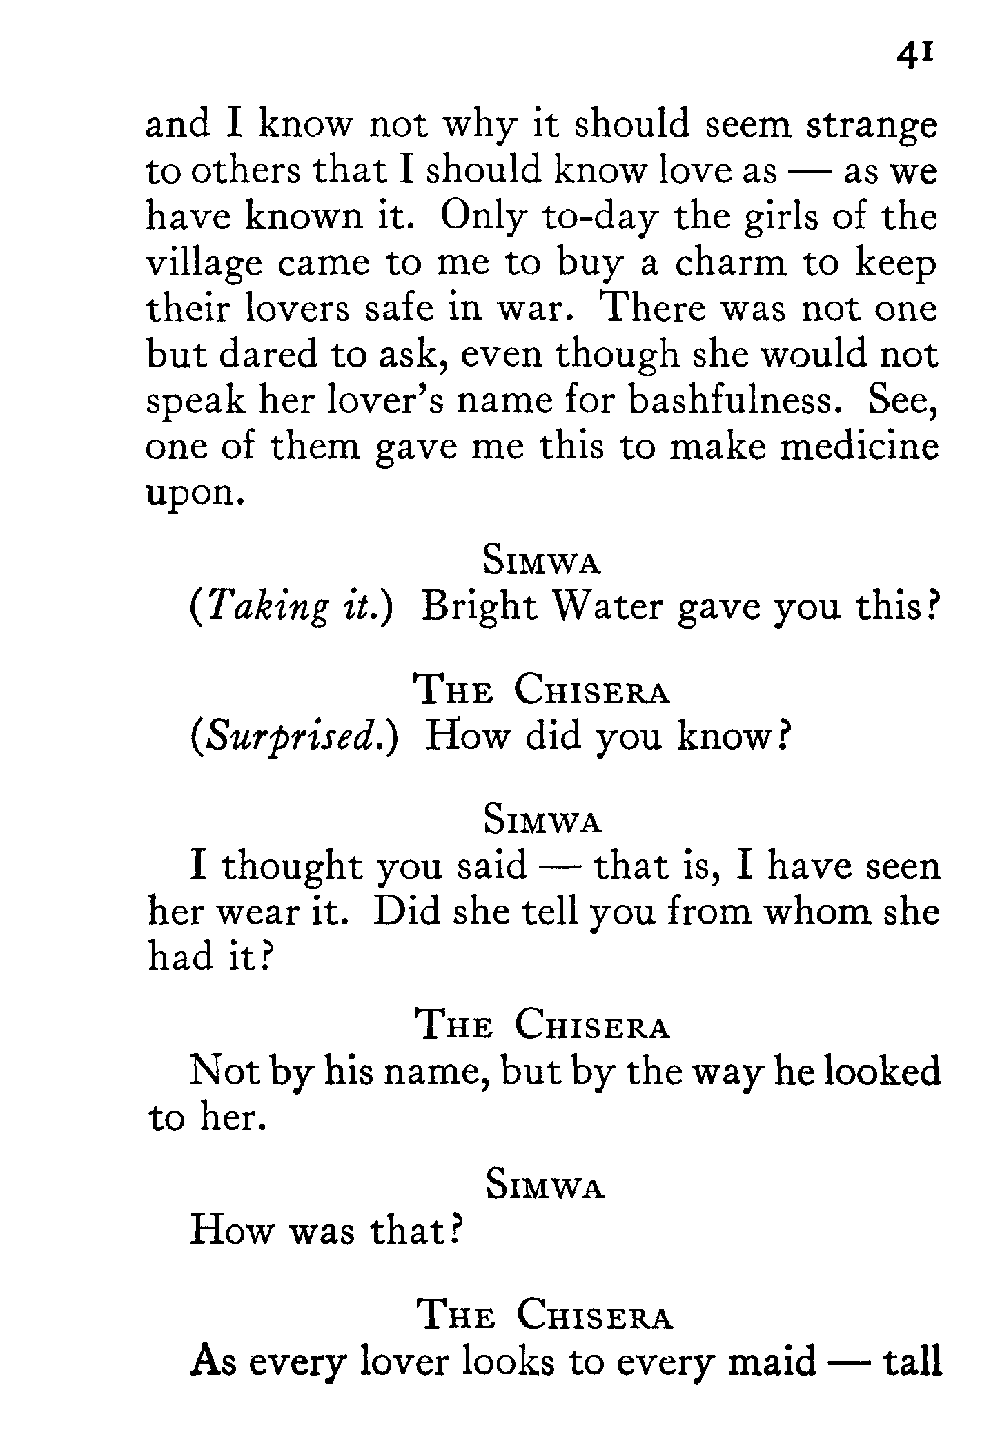 41
and I know not why it should seem strange
to others that I should know love as — as we
have known it. Only to-day the girls of the
village came to me to buy a charm to keep
their lovers safe in war. There was not one
but dared to ask, even though she would not
speak her lover's name for bashfulness. See,
one of them gave me this to make medicine
upon.
Simwa
(Taking it.) Bright Water gave you this?
The Chisera
(Surprised.) How did you know?
Simwa
I thought you said — that is, I have seen
her wear it. Did she tell you from whom she
had it?
The Chisera
Not by his name, but by the way he looked
to her.
Simwa
How was that?
The Chisera
As every lover looks to every maid — tall